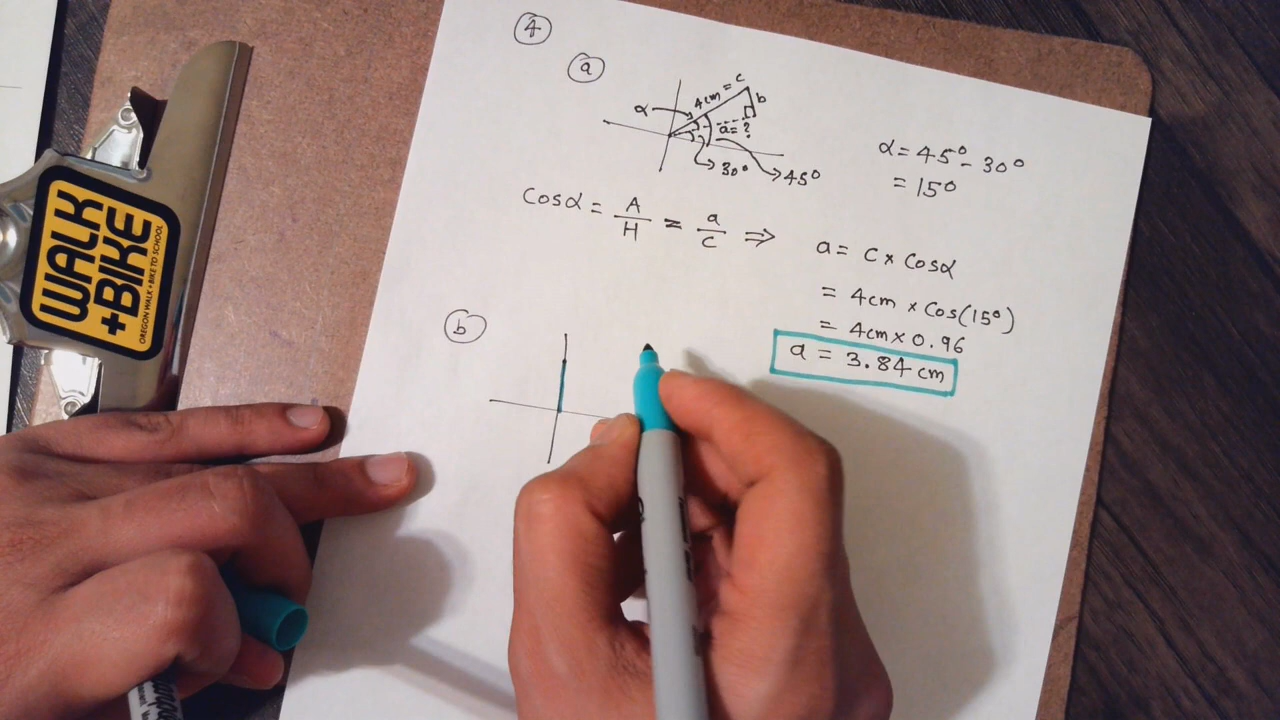 4
a
4cm = c
α
b
a = ?
30°
45°
α = 45° - 30°
= 15°
Cosα = A/H = a/c ⇒ a = c × Cosα
= 4cm × Cos(15°)
= 4cm × 0.96
a = 3.84 cm
b
WALK
+BIKE
OREGON WALK + BIKE TO SCHOOL